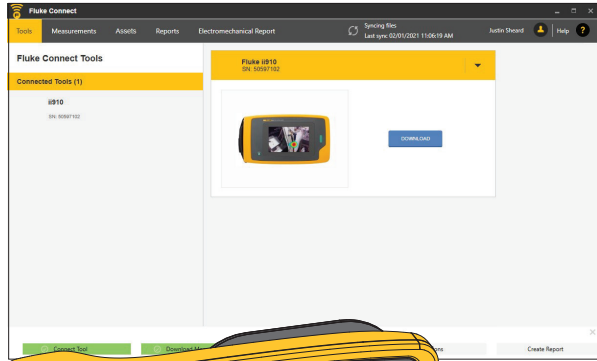 Fluke Connect
Tools Measurements Assets Reports Electromechanical Report
Syncing files
Last sync 02/01/2021 11:06:19 AM
Justin Sheard Help ?
Fluke Connect Tools
Connected Tools (1)
ii910
SN: 50597102
Fluke ii910
SN: 50597102
DOWNLOAD
Connect Tool
Download
Create Report